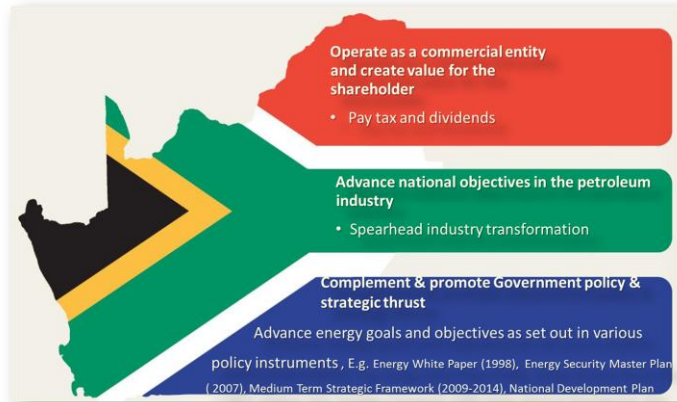 Operate as a commercial entity
and create value for the
shareholder
• Pay tax and dividends
Advance national objectives in the petroleum
industry
• Spearhead industry transformation
Complement & promote Government policy &
strategic thrust
Advance energy goals and objectives as set out in various
policy instruments , E.g. Energy White Paper (1998), Energy Security Master Plan
( 2007), Medium Term Strategic Framework (2009-2014), National Development Plan